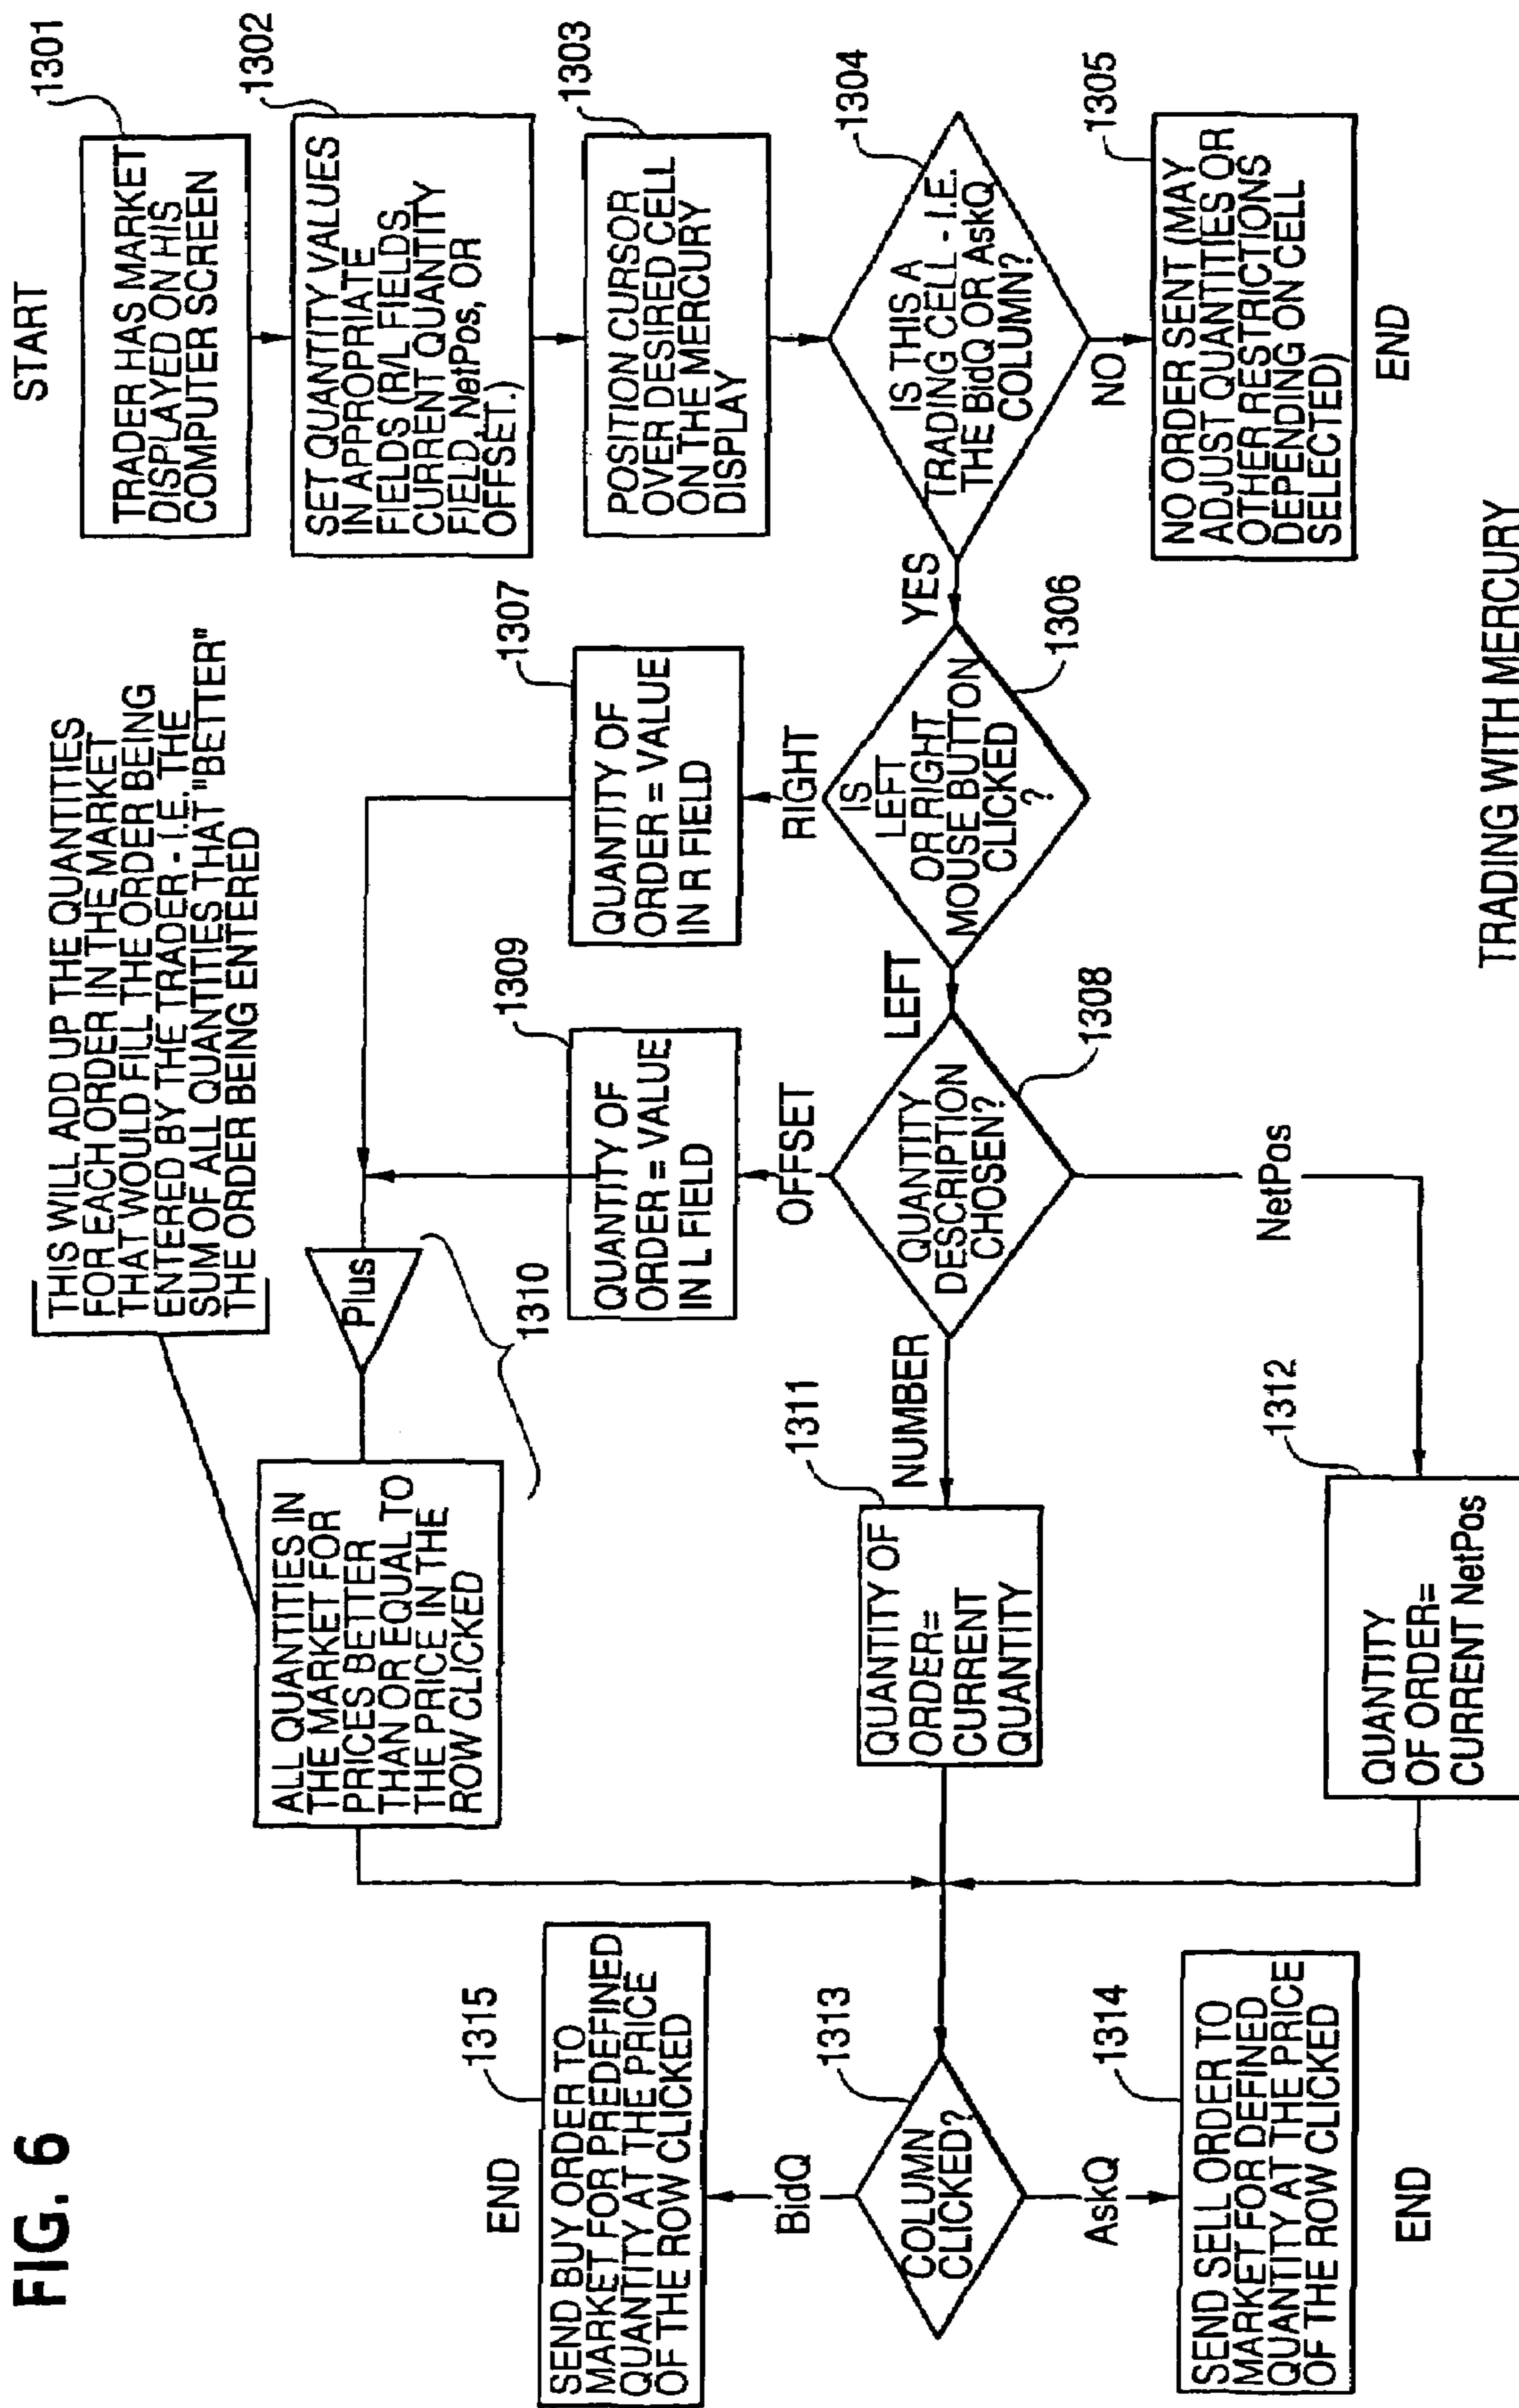 FIG. 6
START
1301
TRADER HAS MARKET
DISPLAYED ON HIS
COMPUTER SCREEN
1302
SET QUANTITY VALUES
IN APPROPRIATE
FIELDS (R/L FIELDS,
CURRENT QUANTITY
FIELD, NetPos, OR
OFFSET.)
1303
POSITION CURSOR
OVER DESIRED CELL
ON THE MERCURY
DISPLAY
1304
IS THIS A
TRADING CELL - I.E.
THE BidQ OR AskQ
COLUMN?
NO
1305
NO ORDER SENT (MAY
ADJUST QUANTITIES OR
OTHER RESTRICTIONS
DEPENDING ON CELL
SELECTED)
END
YES
1306
IS
LEFT
OR RIGHT
MOUSE BUTTON
CLICKED
?
RIGHT
1307
QUANTITY OF
ORDER = VALUE
IN R FIELD
LEFT
1308
QUANTITY
DESCRIPTION
CHOSEN?
OFFSET
1309
QUANTITY OF
ORDER = VALUE
IN L FIELD
Plus
1310
THIS WILL ADD UP THE QUANTITIES
FOR EACH ORDER IN THE MARKET
THAT WOULD FILL THE ORDER BEING
ENTERED BY THE TRADER - I.E. THE
SUM OF ALL QUANTITIES THAT "BETTER"
THE ORDER BEING ENTERED
ALL QUANTITIES IN
THE MARKET FOR
PRICES BETTER
THAN OR EQUAL TO
THE PRICE IN THE
ROW CLICKED
NUMBER
1311
QUANTITY OF
ORDER=
CURRENT
QUANTITY
NetPos
1312
QUANTITY
OF ORDER=
CURRENT NetPos
1313
COLUMN
CLICKED?
BidQ
1315
SEND BUY ORDER TO
MARKET FOR PREDEFINED
QUANTITY AT THE PRICE
OF THE ROW CLICKED
END
AskQ
1314
SEND SELL ORDER TO
MARKET FOR DEFINED
QUANTITY AT THE PRICE
OF THE ROW CLICKED
END
TRADING WITH MERCURY